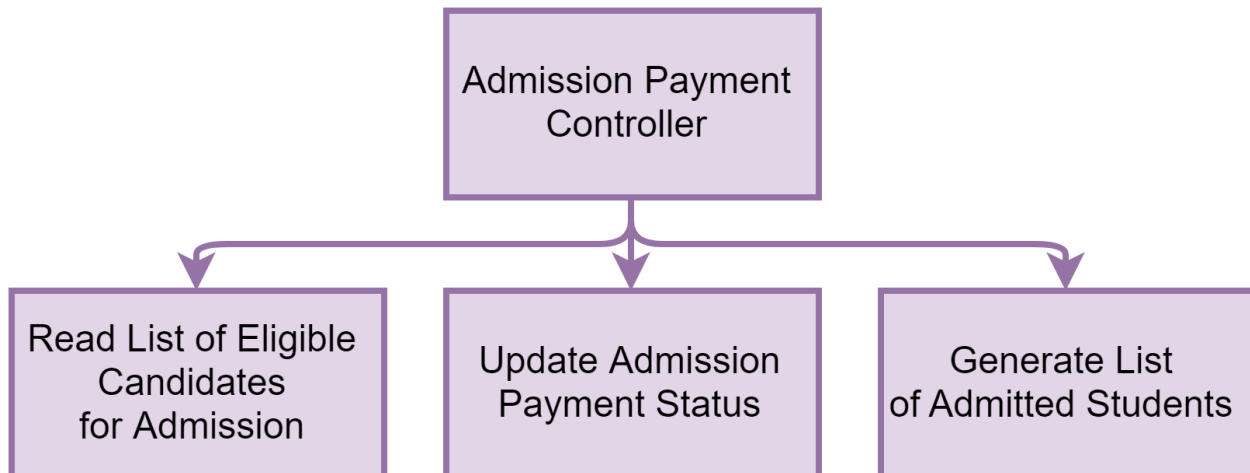 Admission Payment
Controller
Read List of Eligible
Candidates
for Admission
Update Admission
Payment Status
Generate List
of Admitted Students